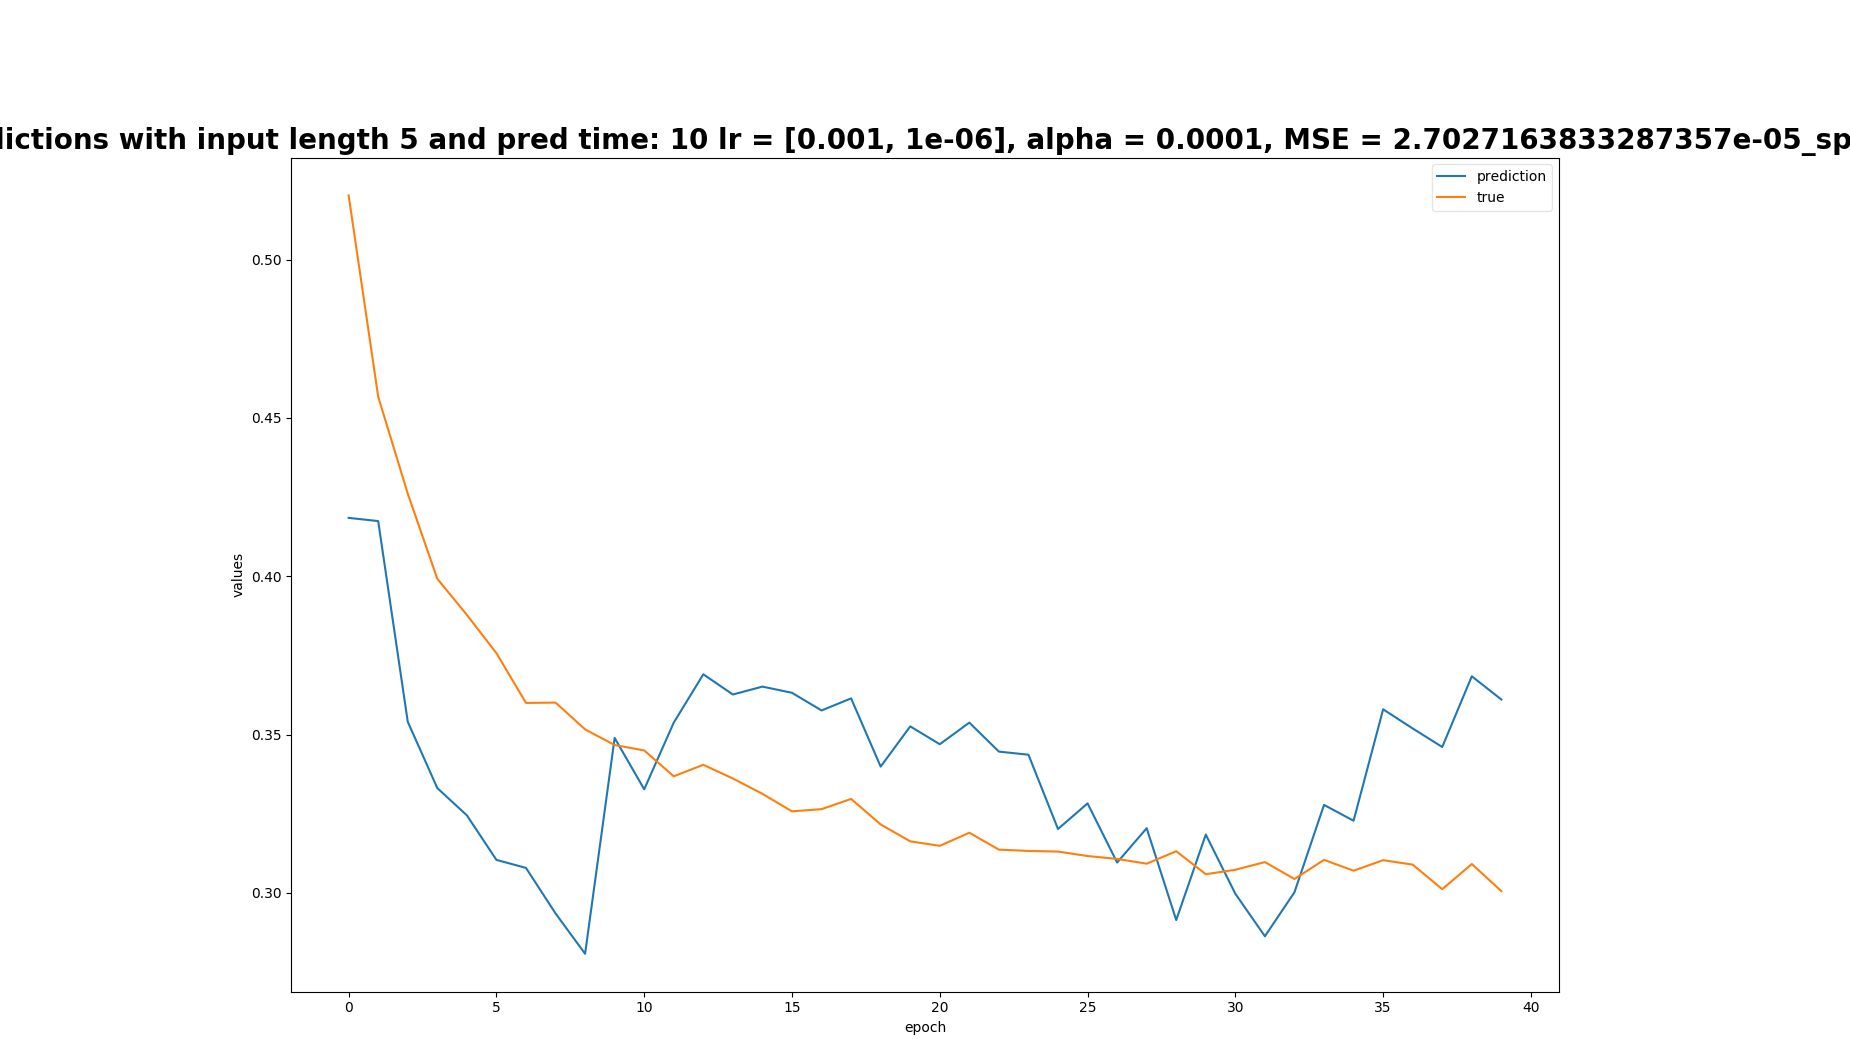 lictions with input length 5 and pred time: 10 lr = [0.001, 1e-06], alpha = 0.0001, MSE = 2.7027163833287357e-05_sp
prediction
true
0.50
0.45
0.40
0.35
0.30
values
0 5 10 15 20 25 30 35 40
epoch